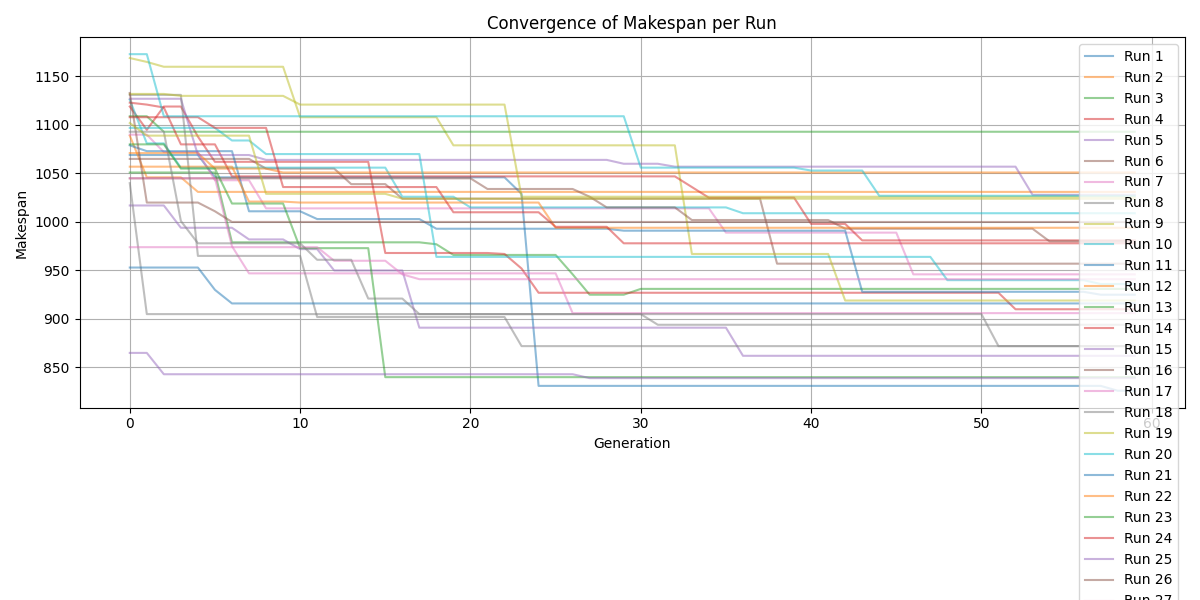 Convergence of Makespan per Run
Makespan
1150
1100
1050
1000
950
900
850
0
10
20
30
40
50
60
Generation
Run 1
Run 2
Run 3
Run 4
Run 5
Run 6
Run 7
Run 8
Run 9
Run 10
Run 11
Run 12
Run 13
Run 14
Run 15
Run 16
Run 17
Run 18
Run 19
Run 20
Run 21
Run 22
Run 23
Run 24
Run 25
Run 26
Run 27